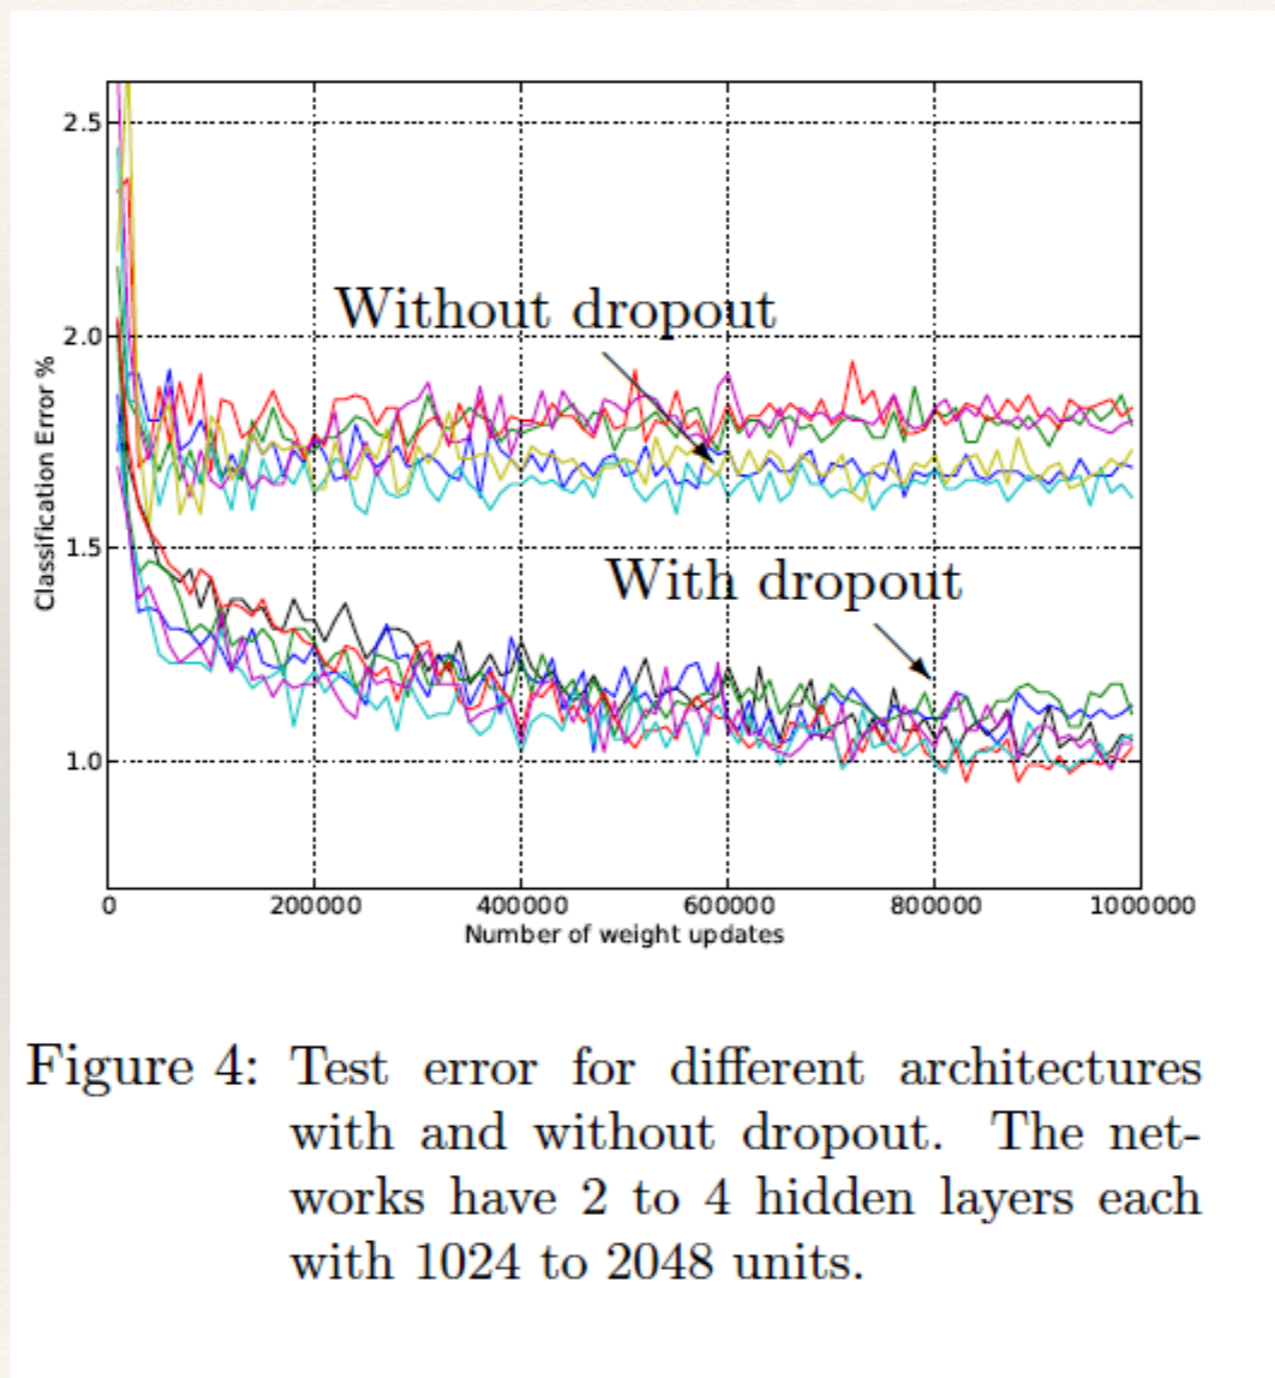 2.5
Without dropout
2.0
Classification Error %
1.5
With dropout
1.0
0 200000 400000 600000 800000 1000000
Number of weight updates
Figure 4: Test error for different architectures
with and without dropout. The net-
works have 2 to 4 hidden layers each
with 1024 to 2048 units.